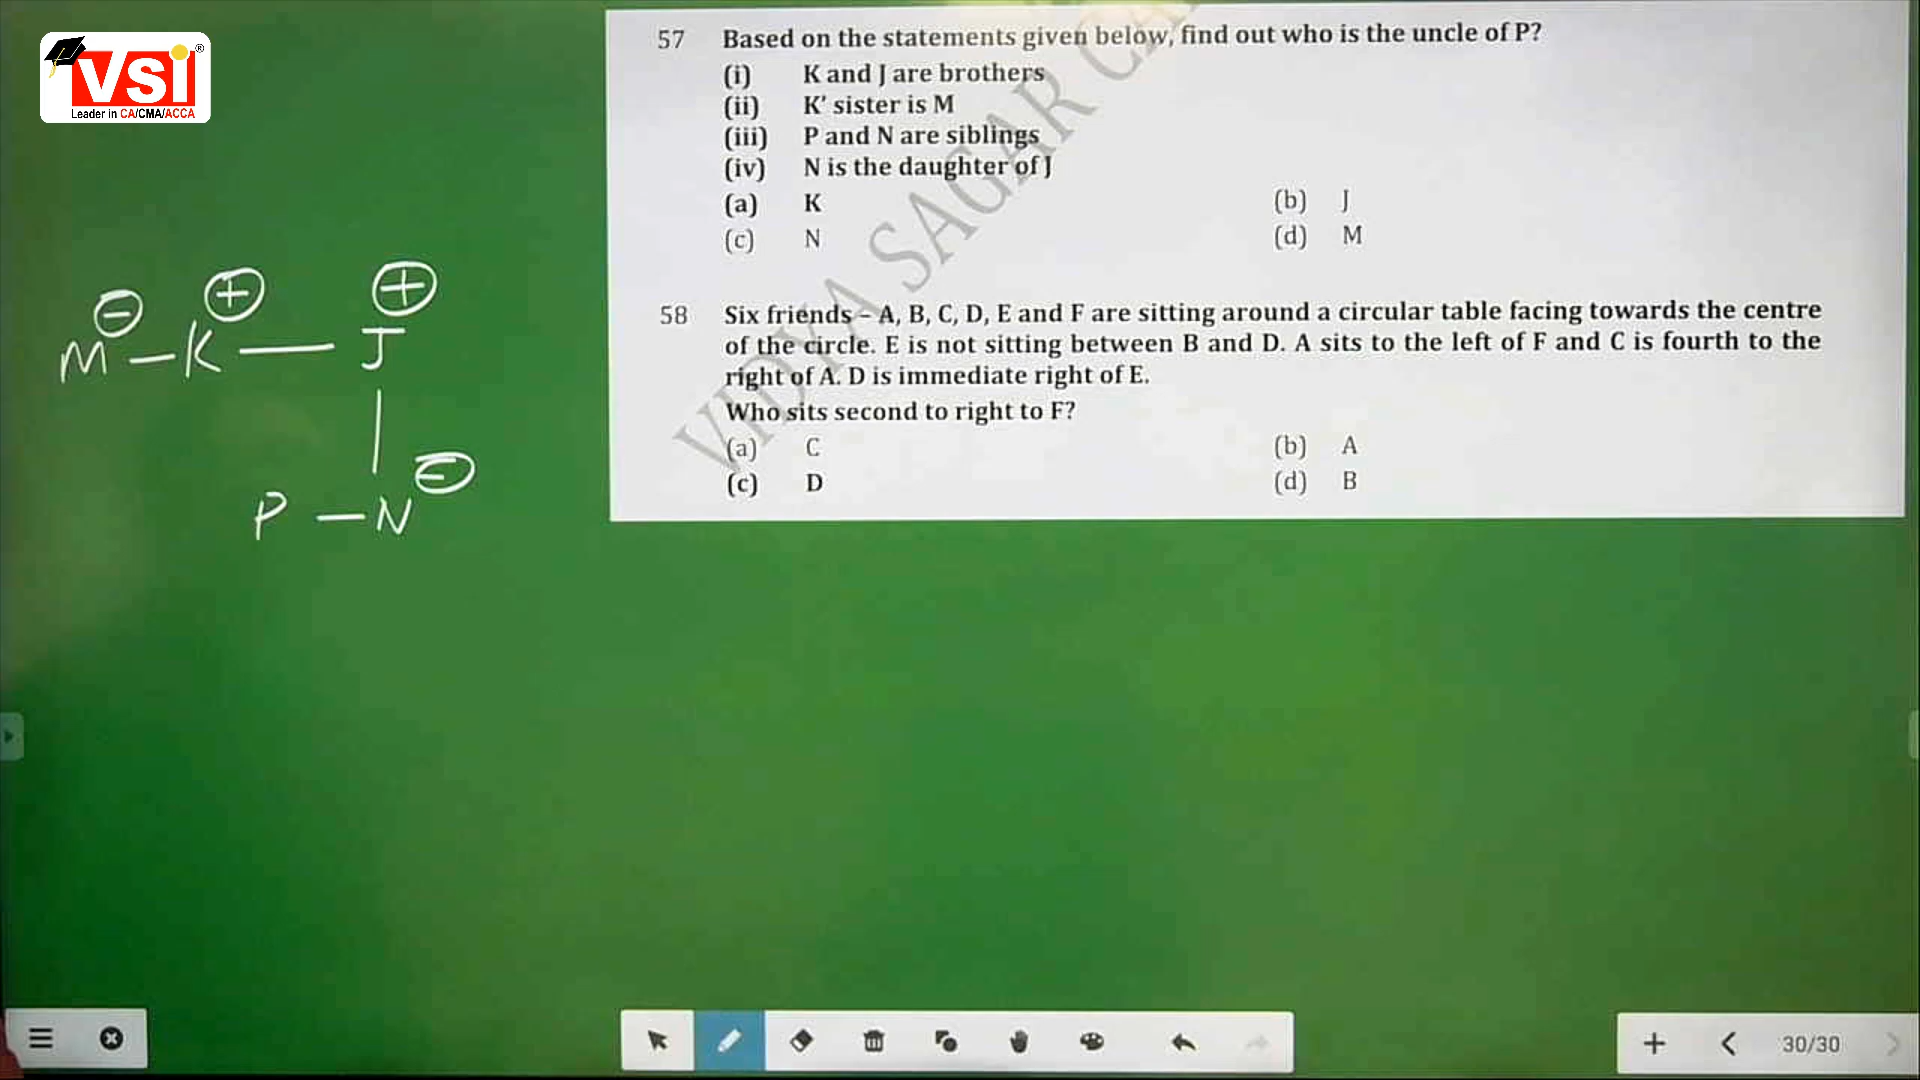 VSI®
Leader in CA/CMA/ACCA
57 Based on the statements given below, find out who is the uncle of P?
(i) K and J are brothers
(ii) K' sister is M
(iii) P and N are siblings
(iv) N is the daughter of J
(a) K (b) J
(c) N (d) M
58 Six friends – A, B, C, D, E and F are sitting around a circular table facing towards the centre
of the circle. E is not sitting between B and D. A sits to the left of F and C is fourth to the
right of A. D is immediate right of E.
Who sits second to right to F?
(a) C (b) A
(c) D (d) B
VIDYA SAGAR CA
M – K — J
P – N
30/30